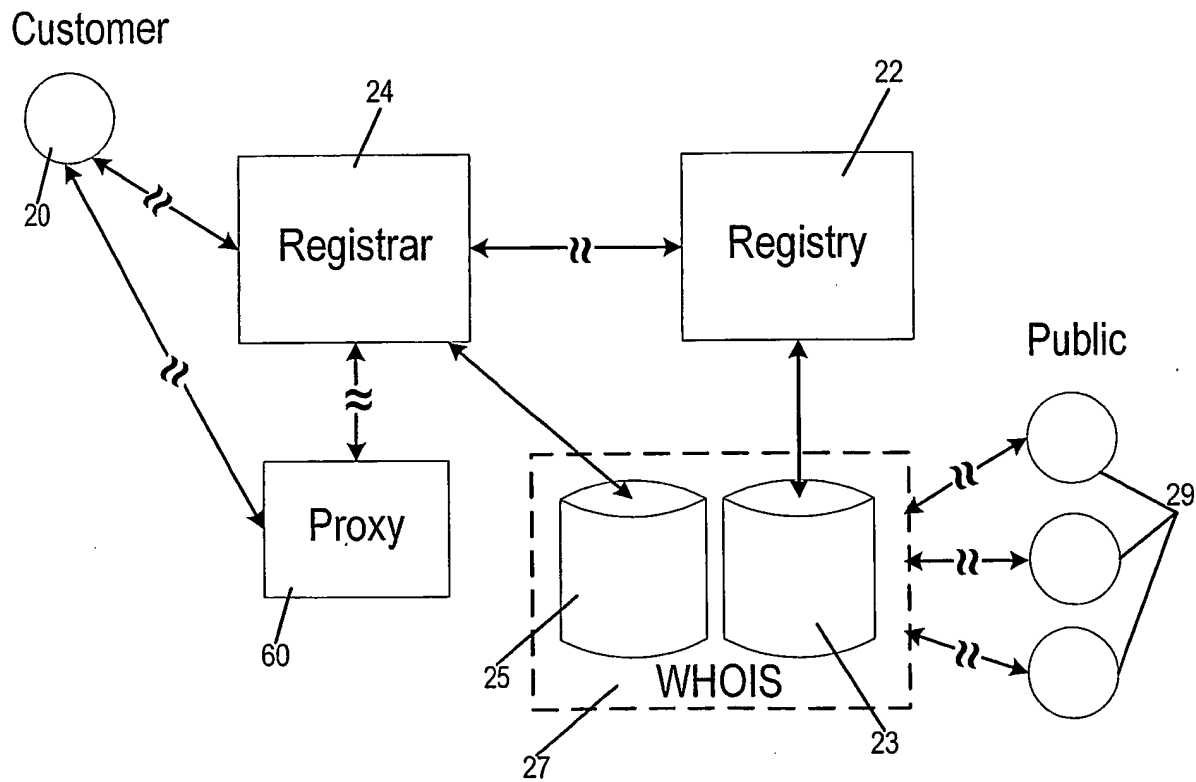 Customer
24
22
20
Registrar
Registry
Public
29
Proxy
60
25
WHOIS
27
23